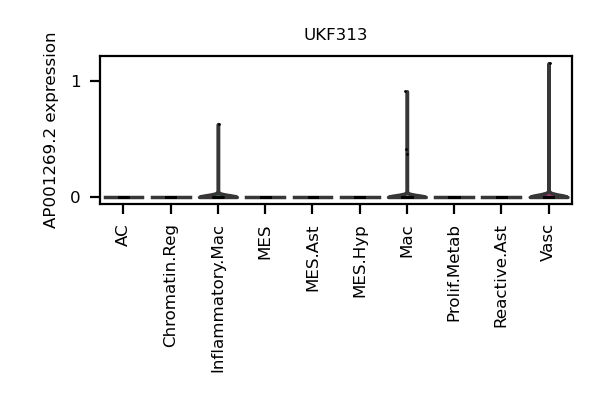 UKF313
AP001269.2 expression
1
0
AC
Chromatin.Reg
Inflammatory.Mac
MES
MES.Ast
MES.Hyp
Mac
Prolif.Metab
Reactive.Ast
Vasc